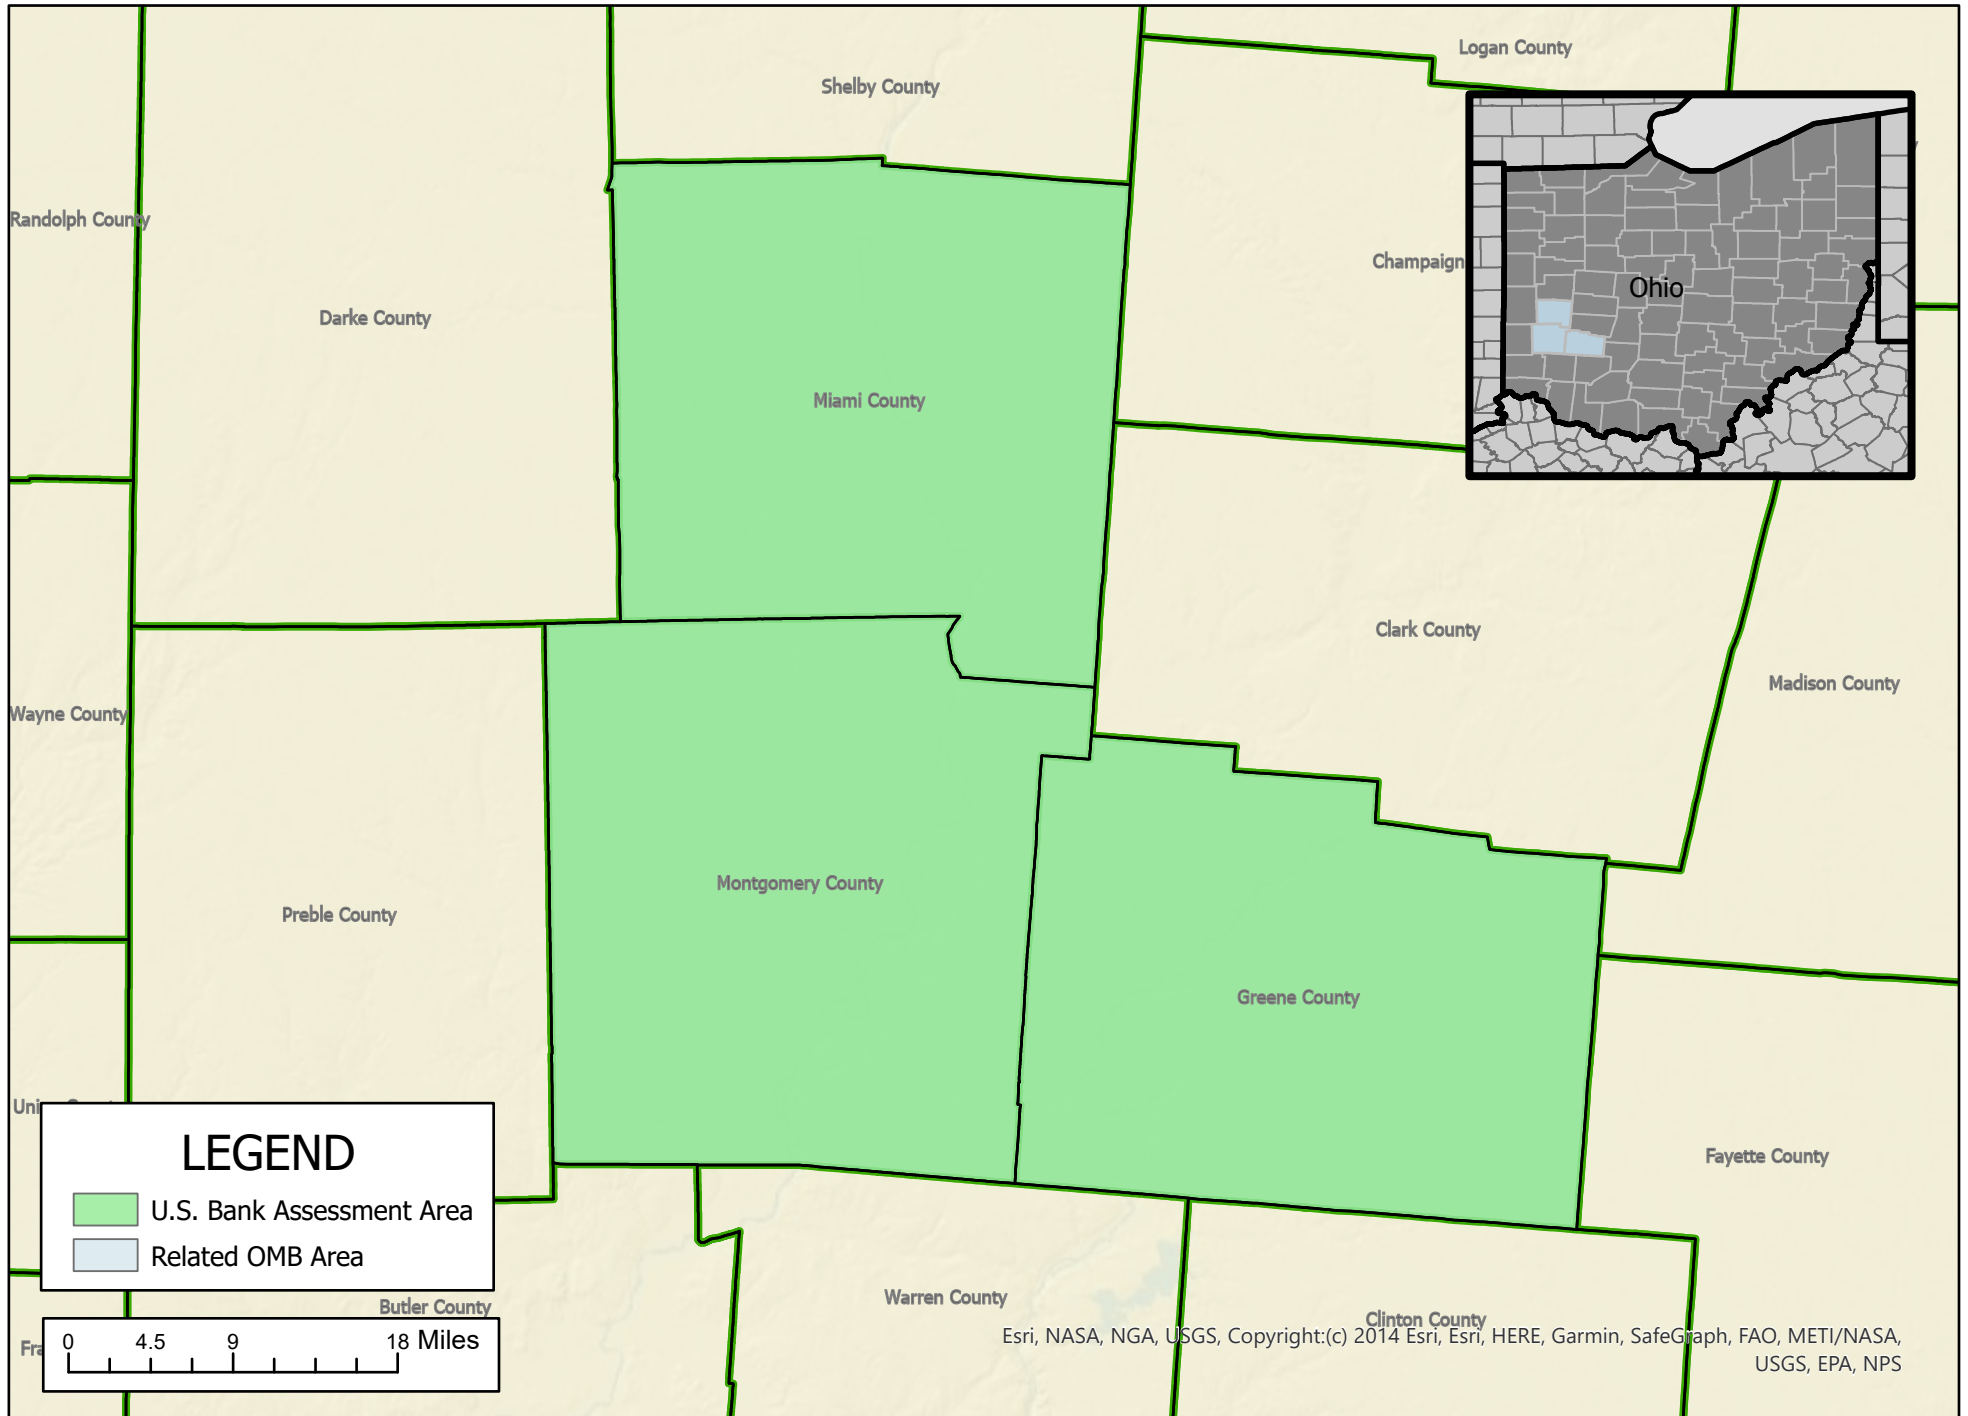 Logan County
Shelby County
Randolph County
Champaign
Ohio
Darke County
Miami County
Clark County
Madison County
Wayne County
Montgomery County
Preble County
Greene County
Fayette County
LEGEND
U.S. Bank Assessment Area
Related OMB Area
Warren County
Butler County
Clinton County
0 4.5 9 18 Miles
Esri, NASA, NGA, USGS, Copyright:(c) 2014 Esri, Esri, HERE, Garmin, SafeGraph, FAO, METI/NASA,
USGS, EPA, NPS